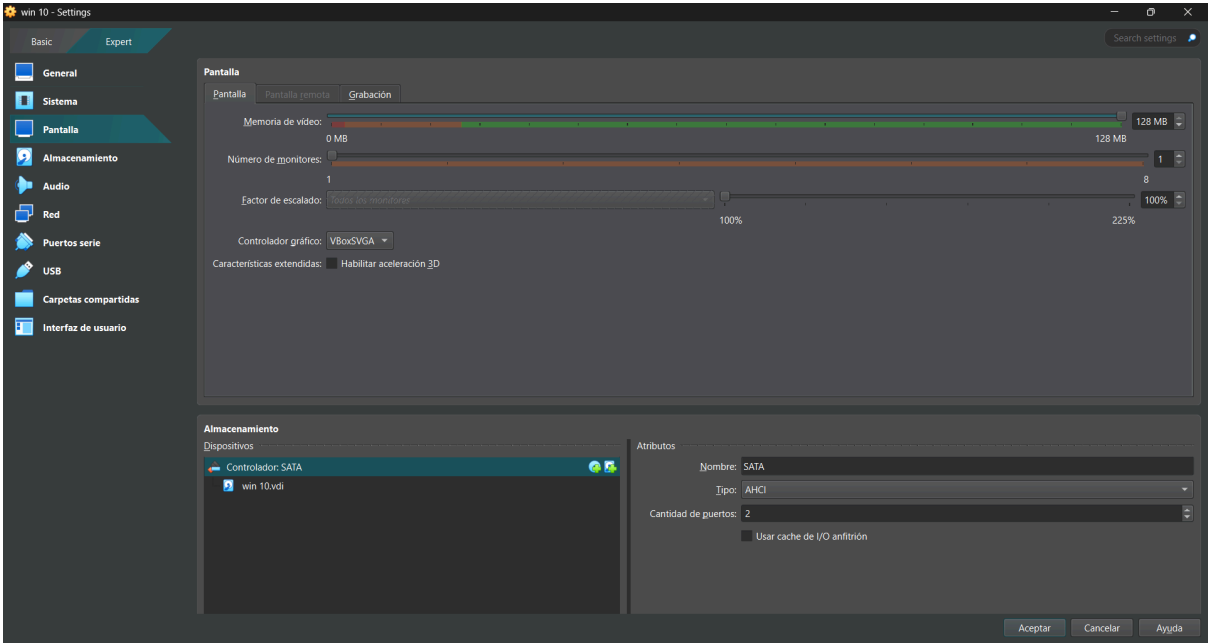 win 10 - Settings
Basic
Expert
Search settings
General
Sistema
Pantalla
Almacenamiento
Audio
Red
Puertos serie
USB
Carpetas compartidas
Interfaz de usuario
Pantalla
Pantalla Pantalla remota Grabación
Memoria de vídeo: 128 MB
0 MB 128 MB
Número de monitores: 1
1 8
Factor de escalado: Todos los monitores 100%
100% 225%
Controlador gráfico: VBoxSVGA
Características extendidas: Habilitar aceleración 3D
Almacenamiento
Dispositivos
Controlador: SATA
win 10.vdi
Atributos
Nombre: SATA
Tipo: AHCI
Cantidad de puertos: 2
Usar cache de I/O anfitrión
Aceptar Cancelar Ayuda